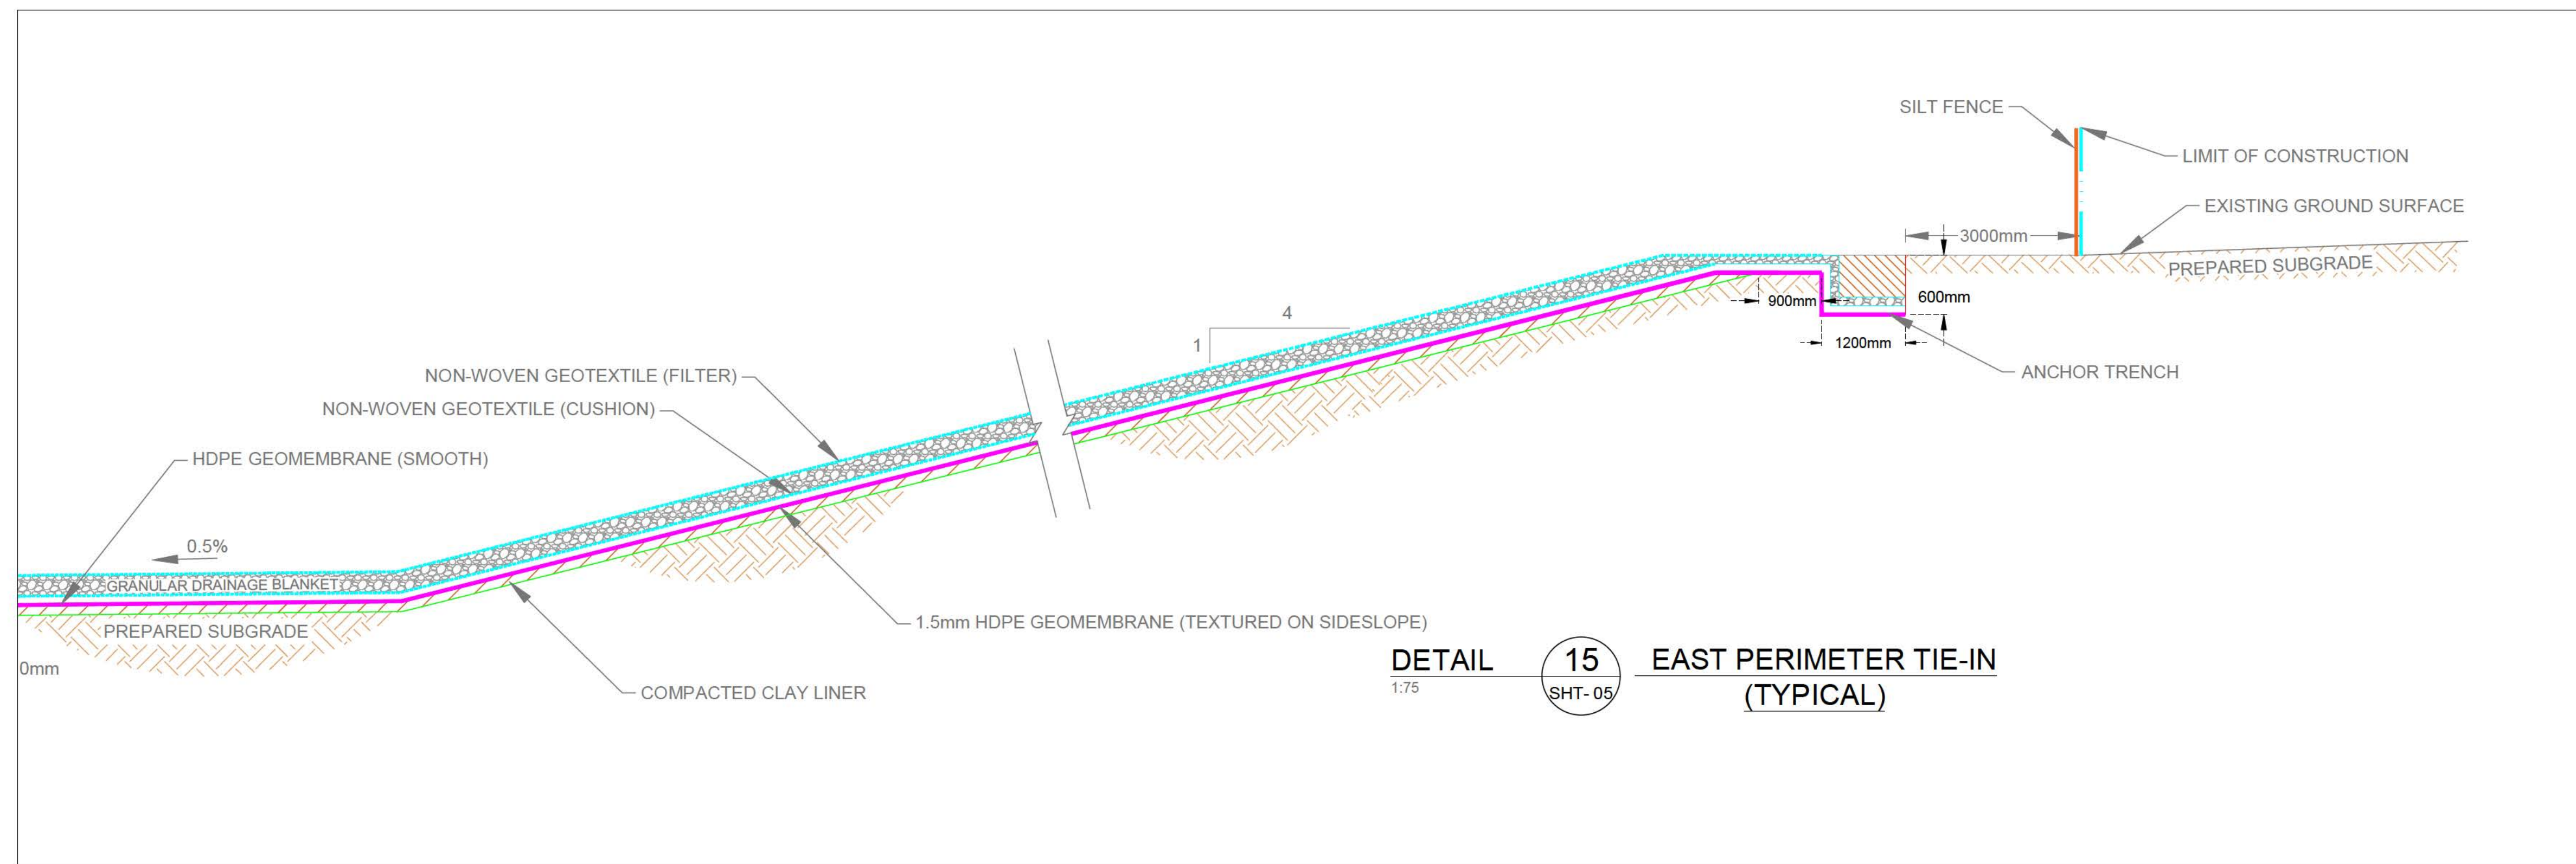 SILT FENCE
LIMIT OF CONSTRUCTION
EXISTING GROUND SURFACE
3000mm
PREPARED SUBGRADE
900mm
600mm
1200mm
ANCHOR TRENCH
4
1
NON-WOVEN GEOTEXTILE (FILTER)
NON-WOVEN GEOTEXTILE (CUSHION)
HDPE GEOMEMBRANE (SMOOTH)
0.5%
GRANULAR DRAINAGE BLANKET
PREPARED SUBGRADE
0mm
1.5mm HDPE GEOMEMBRANE (TEXTURED ON SIDESLOPE)
COMPACTED CLAY LINER
DETAIL
1:75
15
SHT- 05
EAST PERIMETER TIE-IN
(TYPICAL)